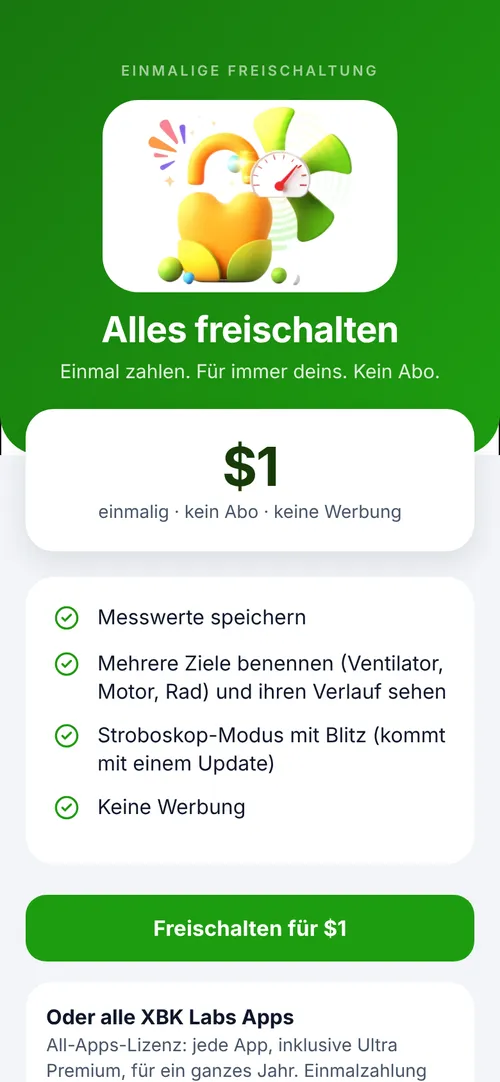 EINMALIGE FREISCHALTUNG
Alles freischalten
Einmal zahlen. Für immer deins. Kein Abo.
$1
einmalig · kein Abo · keine Werbung
Messwerte speichern
Mehrere Ziele benennen (Ventilator,
Motor, Rad) und ihren Verlauf sehen
Stroboskop-Modus mit Blitz (kommt
mit einem Update)
Keine Werbung
Freischalten für $1
Oder alle XBK Labs Apps
All-Apps-Lizenz: jede App, inklusive Ultra
Premium, für ein ganzes Jahr. Einmalzahlung